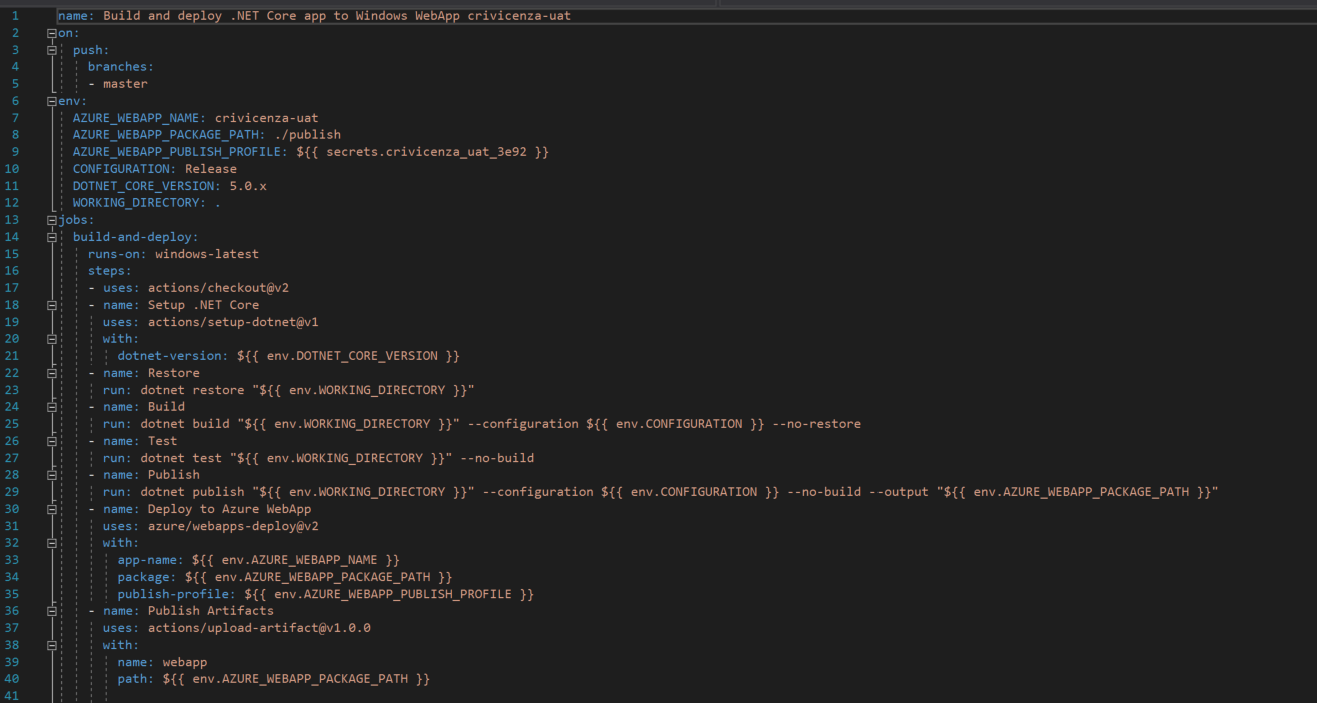 1 name: Build and deploy .NET Core app to Windows WebApp crivicenza-uat
2 on:
3 push:
4 branches:
5 - master
6 env:
7 AZURE_WEBAPP_NAME: crivicenza-uat
8 AZURE_WEBAPP_PACKAGE_PATH: ./publish
9 AZURE_WEBAPP_PUBLISH_PROFILE: ${{ secrets.crivicenza_uat_3e92 }}
10 CONFIGURATION: Release
11 DOTNET_CORE_VERSION: 5.0.x
12 WORKING_DIRECTORY: .
13 jobs:
14 build-and-deploy:
15 runs-on: windows-latest
16 steps:
17 - uses: actions/checkout@v2
18 - name: Setup .NET Core
19 uses: actions/setup-dotnet@v1
20 with:
21 dotnet-version: ${{ env.DOTNET_CORE_VERSION }}
22 - name: Restore
23 run: dotnet restore "${{ env.WORKING_DIRECTORY }}"
24 - name: Build
25 run: dotnet build "${{ env.WORKING_DIRECTORY }}" --configuration ${{ env.CONFIGURATION }} --no-restore
26 - name: Test
27 run: dotnet test "${{ env.WORKING_DIRECTORY }}" --no-build
28 - name: Publish
29 run: dotnet publish "${{ env.WORKING_DIRECTORY }}" --configuration ${{ env.CONFIGURATION }} --no-build --output "${{ env.AZURE_WEBAPP_PACKAGE_PATH }}"
30 - name: Deploy to Azure WebApp
31 uses: azure/webapps-deploy@v2
32 with:
33 app-name: ${{ env.AZURE_WEBAPP_NAME }}
34 package: ${{ env.AZURE_WEBAPP_PACKAGE_PATH }}
35 publish-profile: ${{ env.AZURE_WEBAPP_PUBLISH_PROFILE }}
36 - name: Publish Artifacts
37 uses: actions/upload-artifact@v1.0.0
38 with:
39 name: webapp
40 path: ${{ env.AZURE_WEBAPP_PACKAGE_PATH }}
41